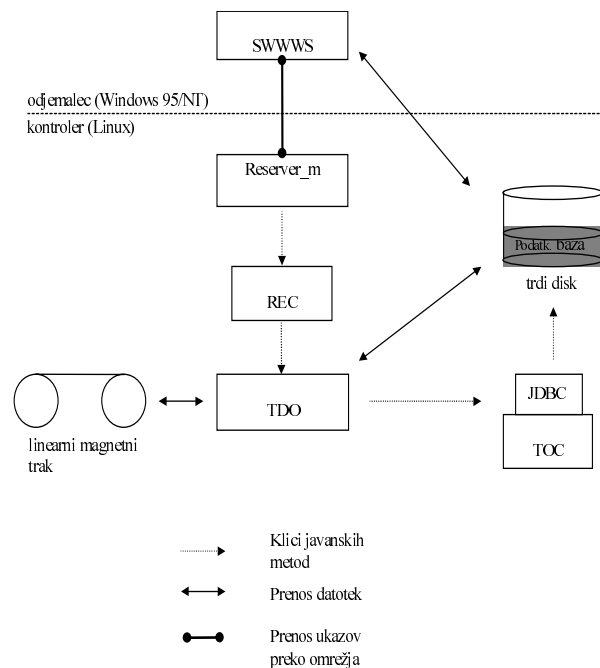 SWWWS
odjemalec (Windows 95/NT)
kontroler (Linux)
Reserver_m
Podatk. baza
trdi disk
REC
TDO
JDBC
TOC
linearni magnetni
trak
Klici javanskih
metod
Prenos datotek
Prenos ukazov
preko omrežja